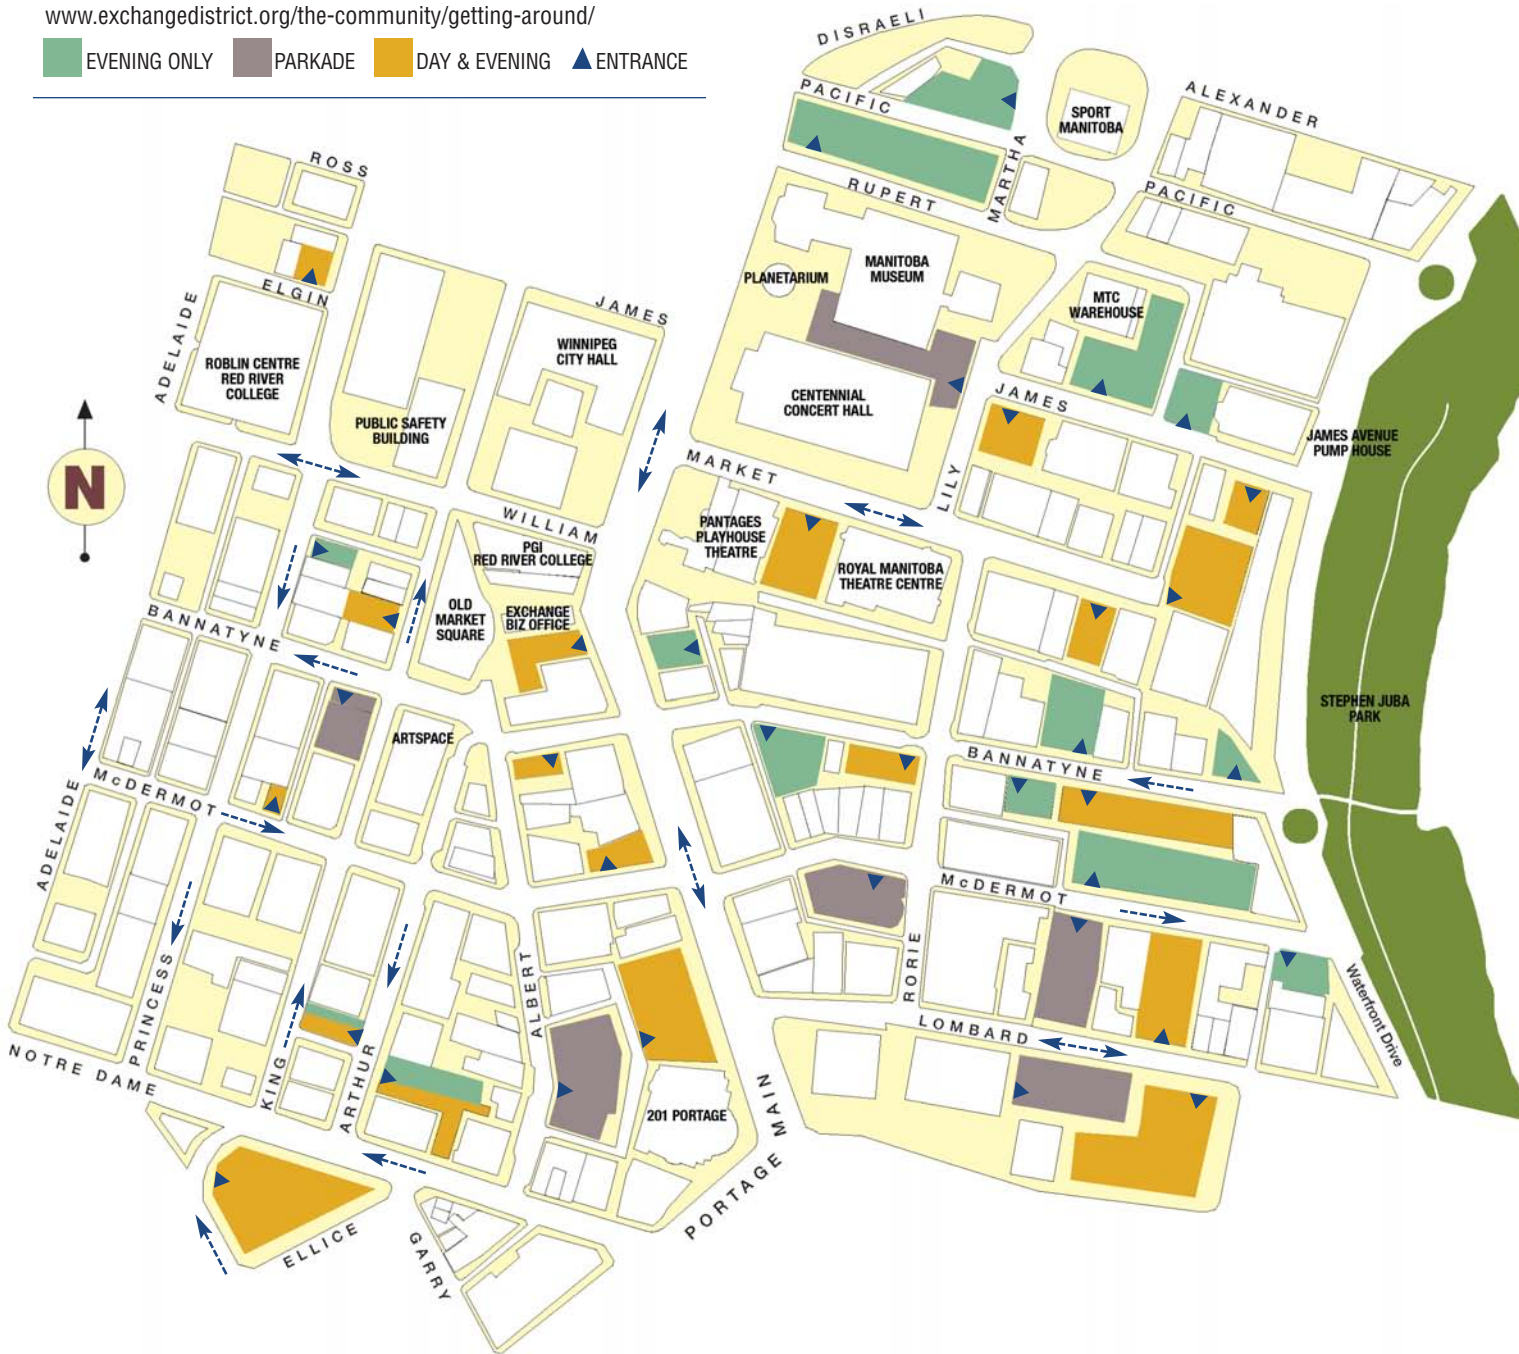 www.exchangedistrict.org/the-community/getting-around/
EVENING ONLY
PARKADE
DAY & EVENING
ENTRANCE
DISRAELI
PACIFIC
SPORT
MANITOBA
ALEXANDER
MARTHA
ROSS
RUPERT
PACIFIC
ELGIN
ADELAIDE
JAMES
PLANETARIUM
MANITOBA
MUSEUM
MTC
WAREHOUSE
WINNIPEG
CITY HALL
ROBLIN CENTRE
RED RIVER
COLLEGE
CENTENNIAL
CONCERT HALL
JAMES
PUBLIC SAFETY
BUILDING
JAMES AVENUE
PUMP HOUSE
N
MARKET
LILY
WILLIAM
PANTAGES
PLAYHOUSE
THEATRE
PGI
RED RIVER COLLEGE
ROYAL MANITOBA
THEATRE CENTRE
OLD
MARKET
SQUARE
EXCHANGE
BIZ OFFICE
BANNATYNE
STEPHEN JUBA
PARK
ARTSPACE
BANNATYNE
McDERMOT
ADELAIDE
McDERMOT
PRINCESS
ALBERT
RORIE
Waterfront Drive
LOMBARD
NOTRE DAME
KING
ARTHUR
201 PORTAGE
MAIN
PORTAGE
ELLICE
GARRY